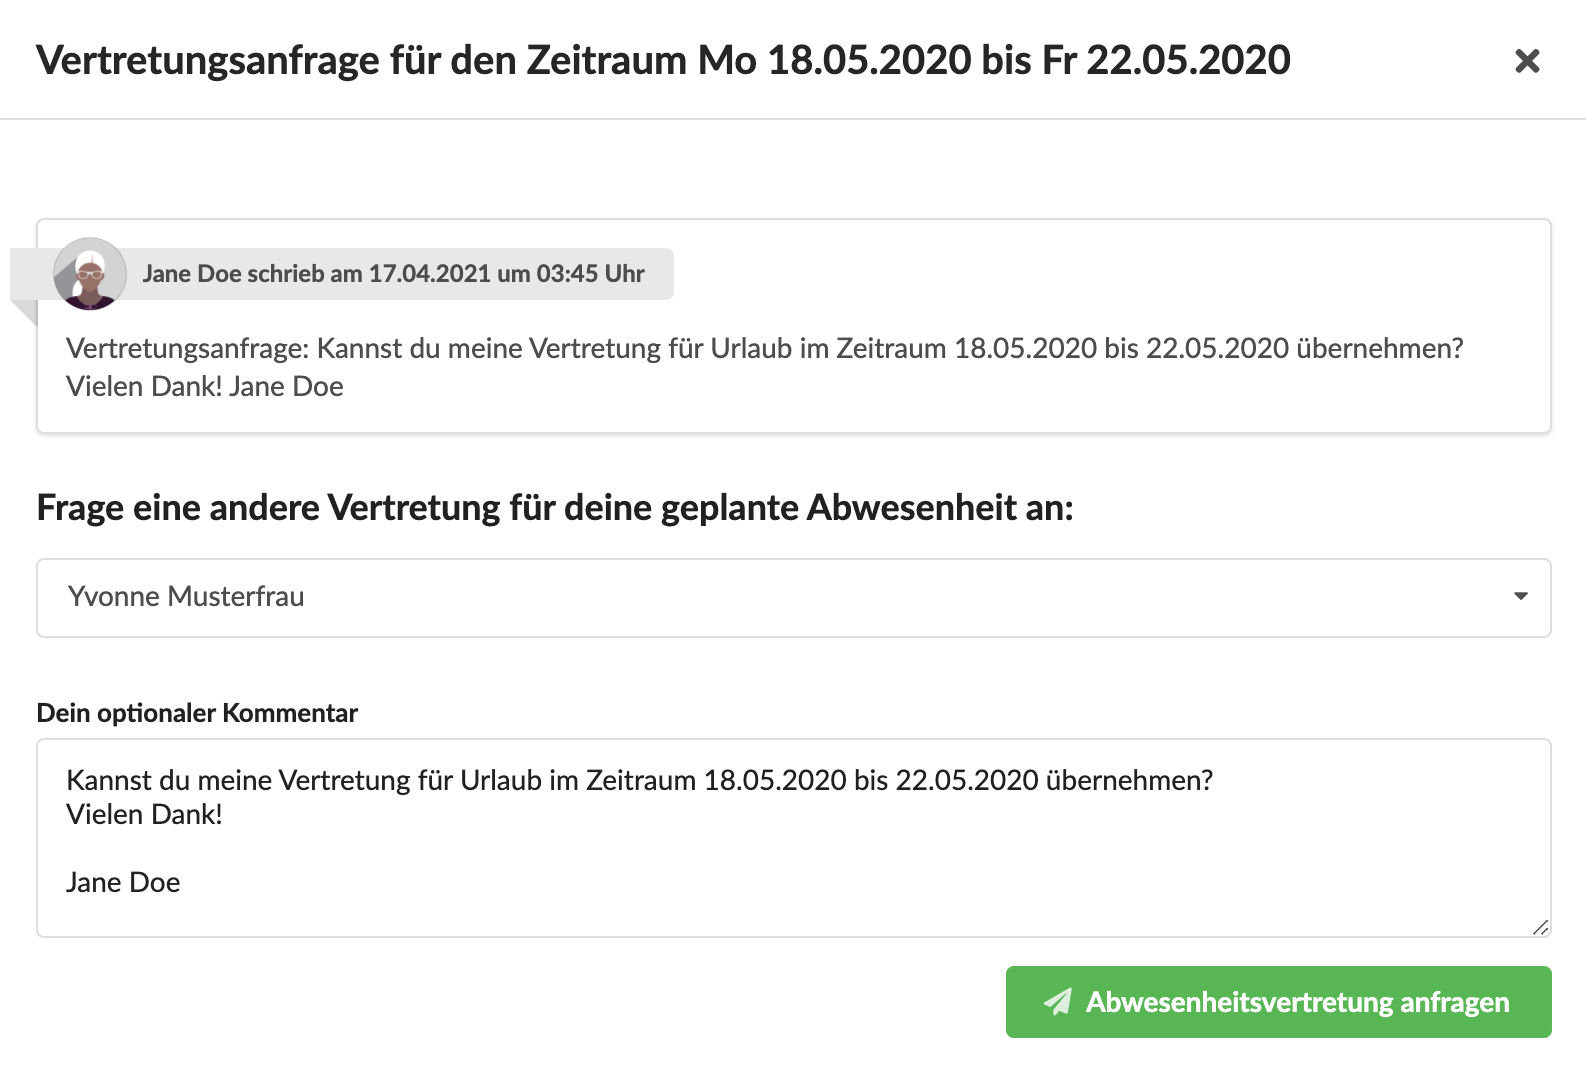 Vertretungsanfrage für den Zeitraum Mo 18.05.2020 bis Fr 22.05.2020
Jane Doe schrieb am 17.04.2021 um 03:45 Uhr
Vertretungsanfrage: Kannst du meine Vertretung für Urlaub im Zeitraum 18.05.2020 bis 22.05.2020 übernehmen?
Vielen Dank! Jane Doe
Frage eine andere Vertretung für deine geplante Abwesenheit an:
Yvonne Musterfrau
Dein optionaler Kommentar
Kannst du meine Vertretung für Urlaub im Zeitraum 18.05.2020 bis 22.05.2020 übernehmen?
Vielen Dank!
Jane Doe
Abwesenheitsvertretung anfragen